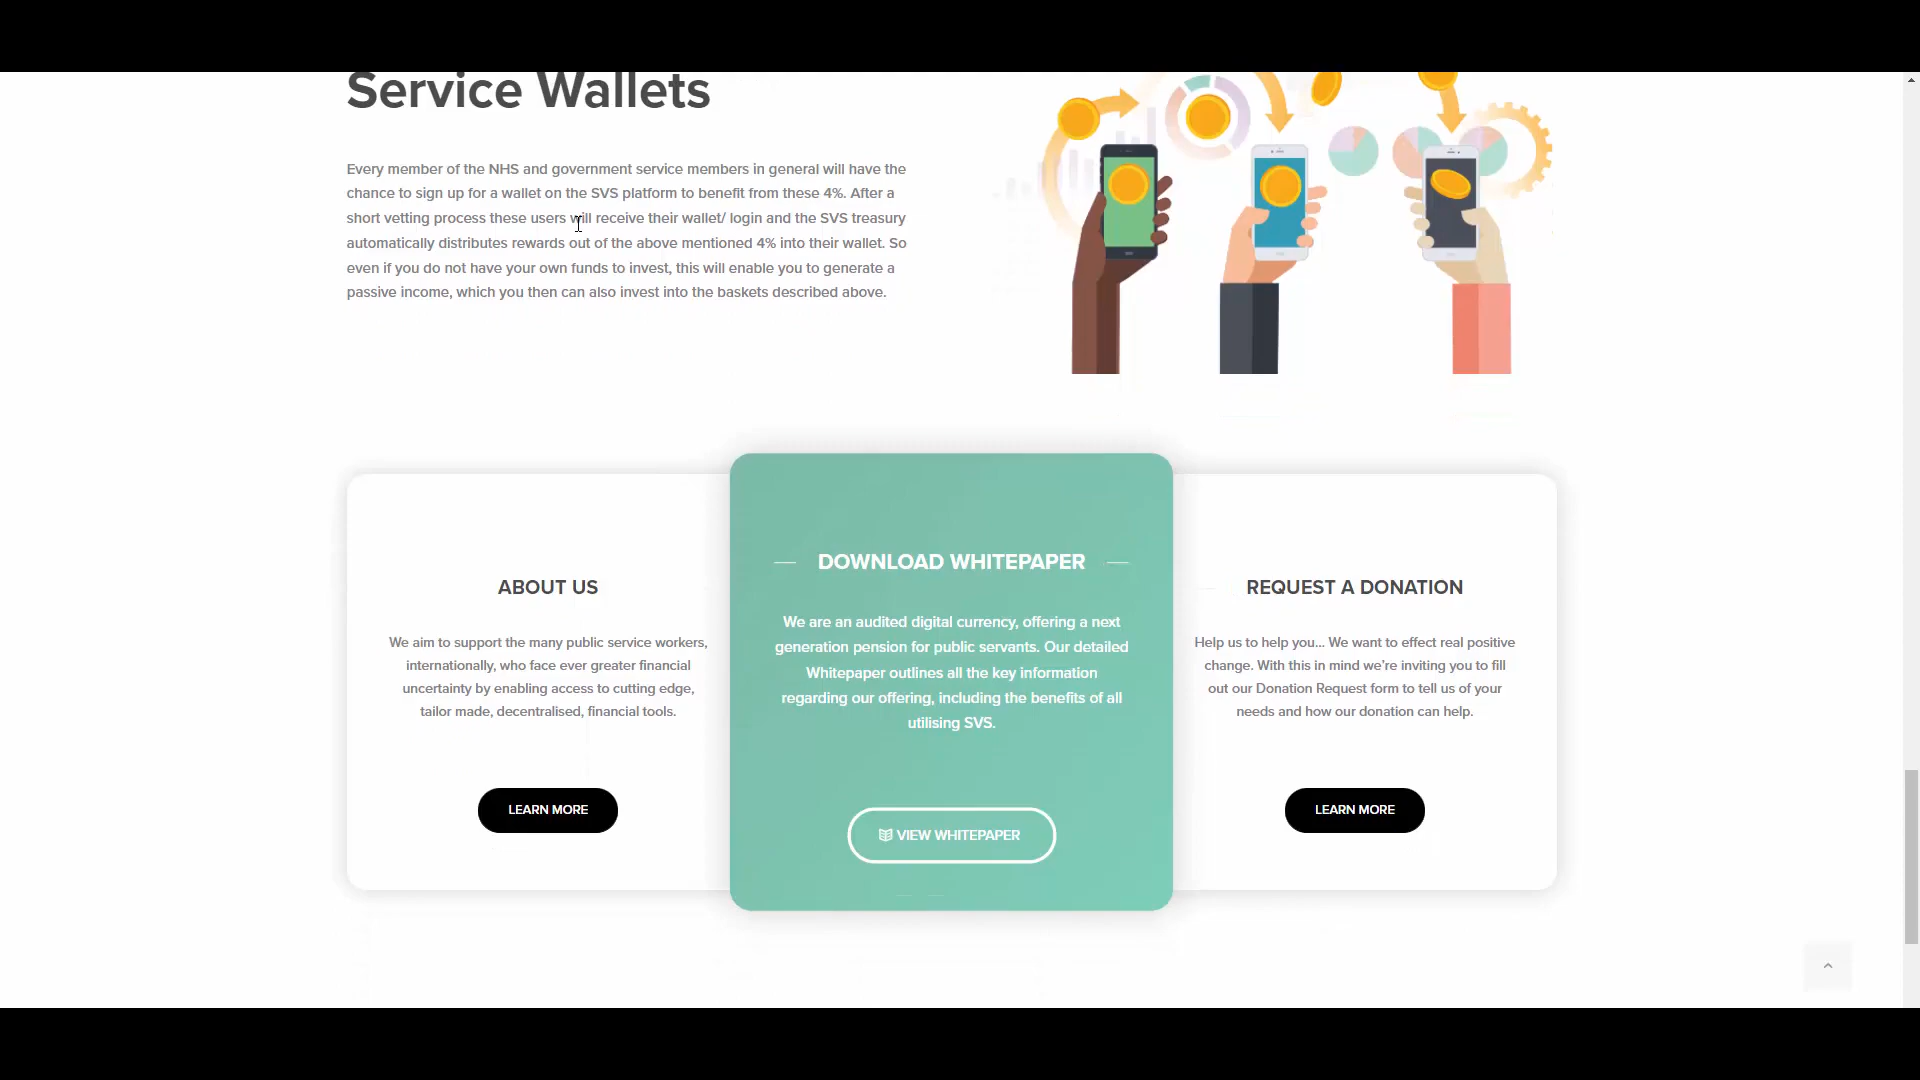 Service Wallets
Every member of the NHS and government service members in general will have the
chance to sign up for a wallet on the SVS platform to benefit from these 4%. After a
short vetting process these users will receive their wallet/ login and the SVS treasury
automatically distributes rewards out of the above mentioned 4% into their wallet. So
even if you do not have your own funds to invest, this will enable you to generate a
passive income, which you then can also invest into the baskets described above.
ABOUT US
We aim to support the many public service workers,
internationally, who face ever greater financial
uncertainty by enabling access to cutting edge,
tailor made, decentralised, financial tools.
LEARN MORE
DOWNLOAD WHITEPAPER
We are an audited digital currency, offering a next
generation pension for public servants. Our detailed
Whitepaper outlines all the key information
regarding our offering, including the benefits of all
utilising SVS.
VIEW WHITEPAPER
REQUEST A DONATION
Help us to help you... We want to effect real positive
change. With this in mind we're inviting you to fill
out our Donation Request form to tell us of your
needs and how our donation can help.
LEARN MORE